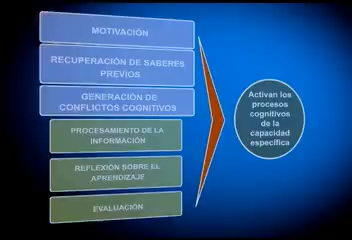 MOTIVACIÓN
RECUPERACIÓN DE SABERES
PREVIOS
GENERACIÓN DE
CONFLICTOS COGNITIVOS
PROCESAMIENTO DE LA
INFORMACIÓN
REFLEXIÓN SOBRE EL
APRENDIZAJE
EVALUACIÓN
Activan los
procesos
cognitivos
de la
capacidad
específica